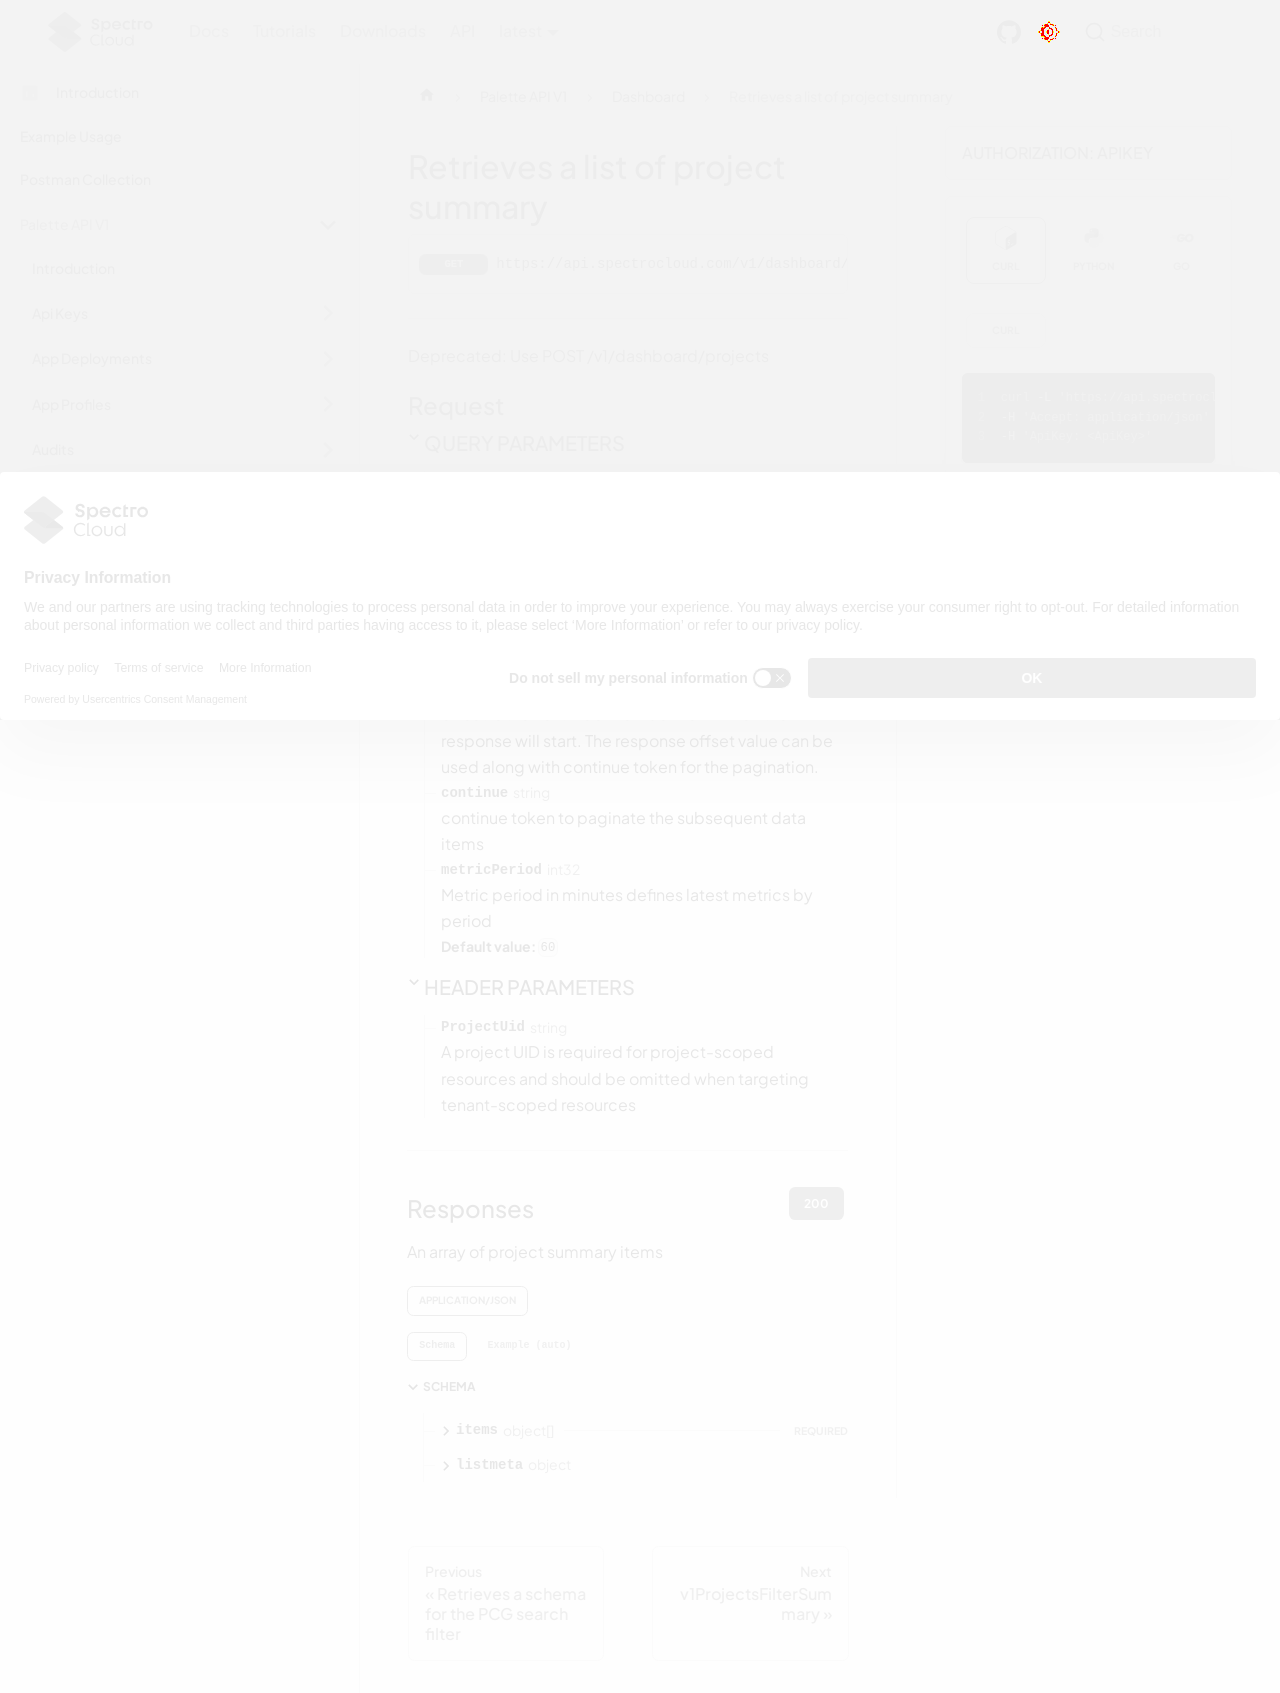 Spectro
Cloud
Docs Tutorials Downloads API latest
Search
Introduction
Example Usage
Postman Collection
Palette API V1
Introduction
Api Keys
App Deployments
App Profiles
Audits
Palette API V1
Dashboard
Retrieves a list of project summary
Retrieves a list of project
summary
GET https://api.spectrocloud.com/v1/dashboard/
Deprecated. Use POST /v1/dashboard/projects
Request
QUERY PARAMETERS
AUTHORIZATION: APIKEY
CURL PYTHON GO
CURL
Spectro
Cloud
Privacy Information
We and our partners are using tracking technologies to process personal data in order to improve your experience. You may always exercise your consumer right to opt-out. For detailed information
about personal information we collect and third parties having access to it, please select ‘More Information’ or refer to our privacy policy.
Privacy policy Terms of service More Information
Powered by Usercentrics Consent Management
Do not sell my personal information
OK
response will start. The response offset value can be
used along with continue token for the pagination.
continue string
continue token to paginate the subsequent data
items
metricPeriod int32
Metric period in minutes defines latest metrics by
period
Default value: 60
HEADER PARAMETERS
ProjectUid string
A project UID is required for project-scoped
resources and should be omitted when targeting
tenant-scoped resources
Responses
200
An array of project summary items
APPLICATION/JSON
Schema Example (auto)
SCHEMA
items object[] REQUIRED
listmeta object
Previous
« Retrieves a schema
for the PCG search
filter
Next
v1ProjectsFilterSum
mary »